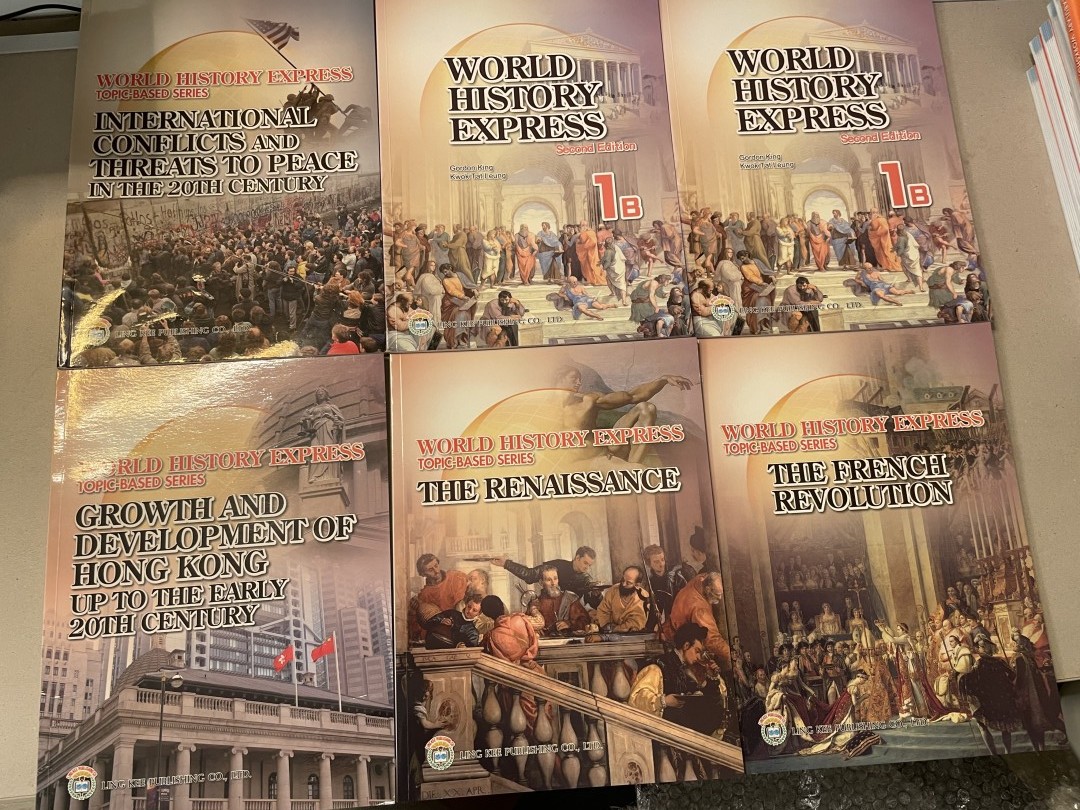 WORLD HISTORY EXPRESS
TOPIC-BASED SERIES
INTERNATIONAL
CONFLICTS AND
THREATS TO PEACE
IN THE 20TH CENTURY
LING KEE PUBLISHING CO., LTD.
WORLD
HISTORY
EXPRESS
Second Edition
Gordon King
Kwok Tat Leung
1B
LING KEE PUBLISHING CO., LTD.
WORLD
HISTORY
EXPRESS
Second Edition
Gordon King
Kwok Tat Leung
1B
LING KEE PUBLISHING CO., LTD.
WORLD HISTORY EXPRESS
TOPIC-BASED SERIES
GROWTH AND
DEVELOPMENT OF
HONG KONG
UP TO THE EARLY
20TH CENTURY
LING KEE PUBLISHING CO., LTD.
WORLD HISTORY EXPRESS
TOPIC-BASED SERIES
THE RENAISSANCE
LING KEE PUBLISHING CO., LTD.
WORLD HISTORY EXPRESS
TOPIC-BASED SERIES
THE FRENCH
REVOLUTION
LING KEE PUBLISHING CO., LTD.